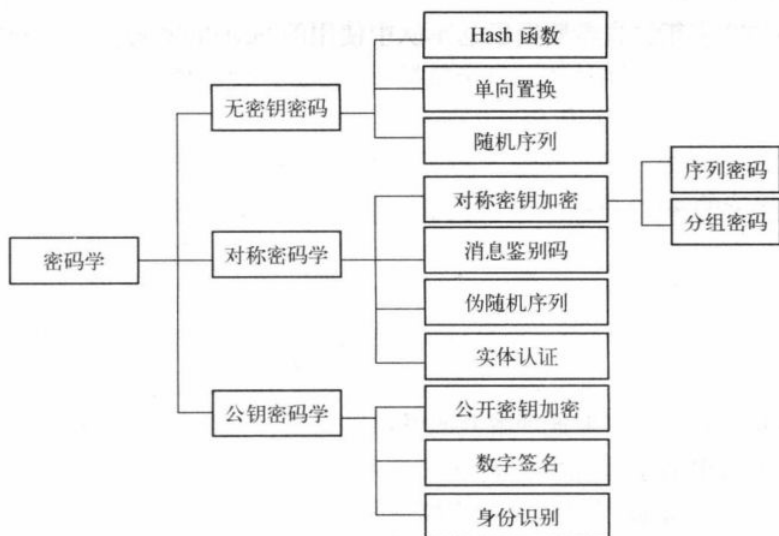 Hash 函数
单向置换
无密钥密码
随机序列
序列密码
对称密钥加密
分组密码
密码学
对称密码学
消息鉴别码
伪随机序列
实体认证
公钥密码学
公开密钥加密
数字签名
身份识别